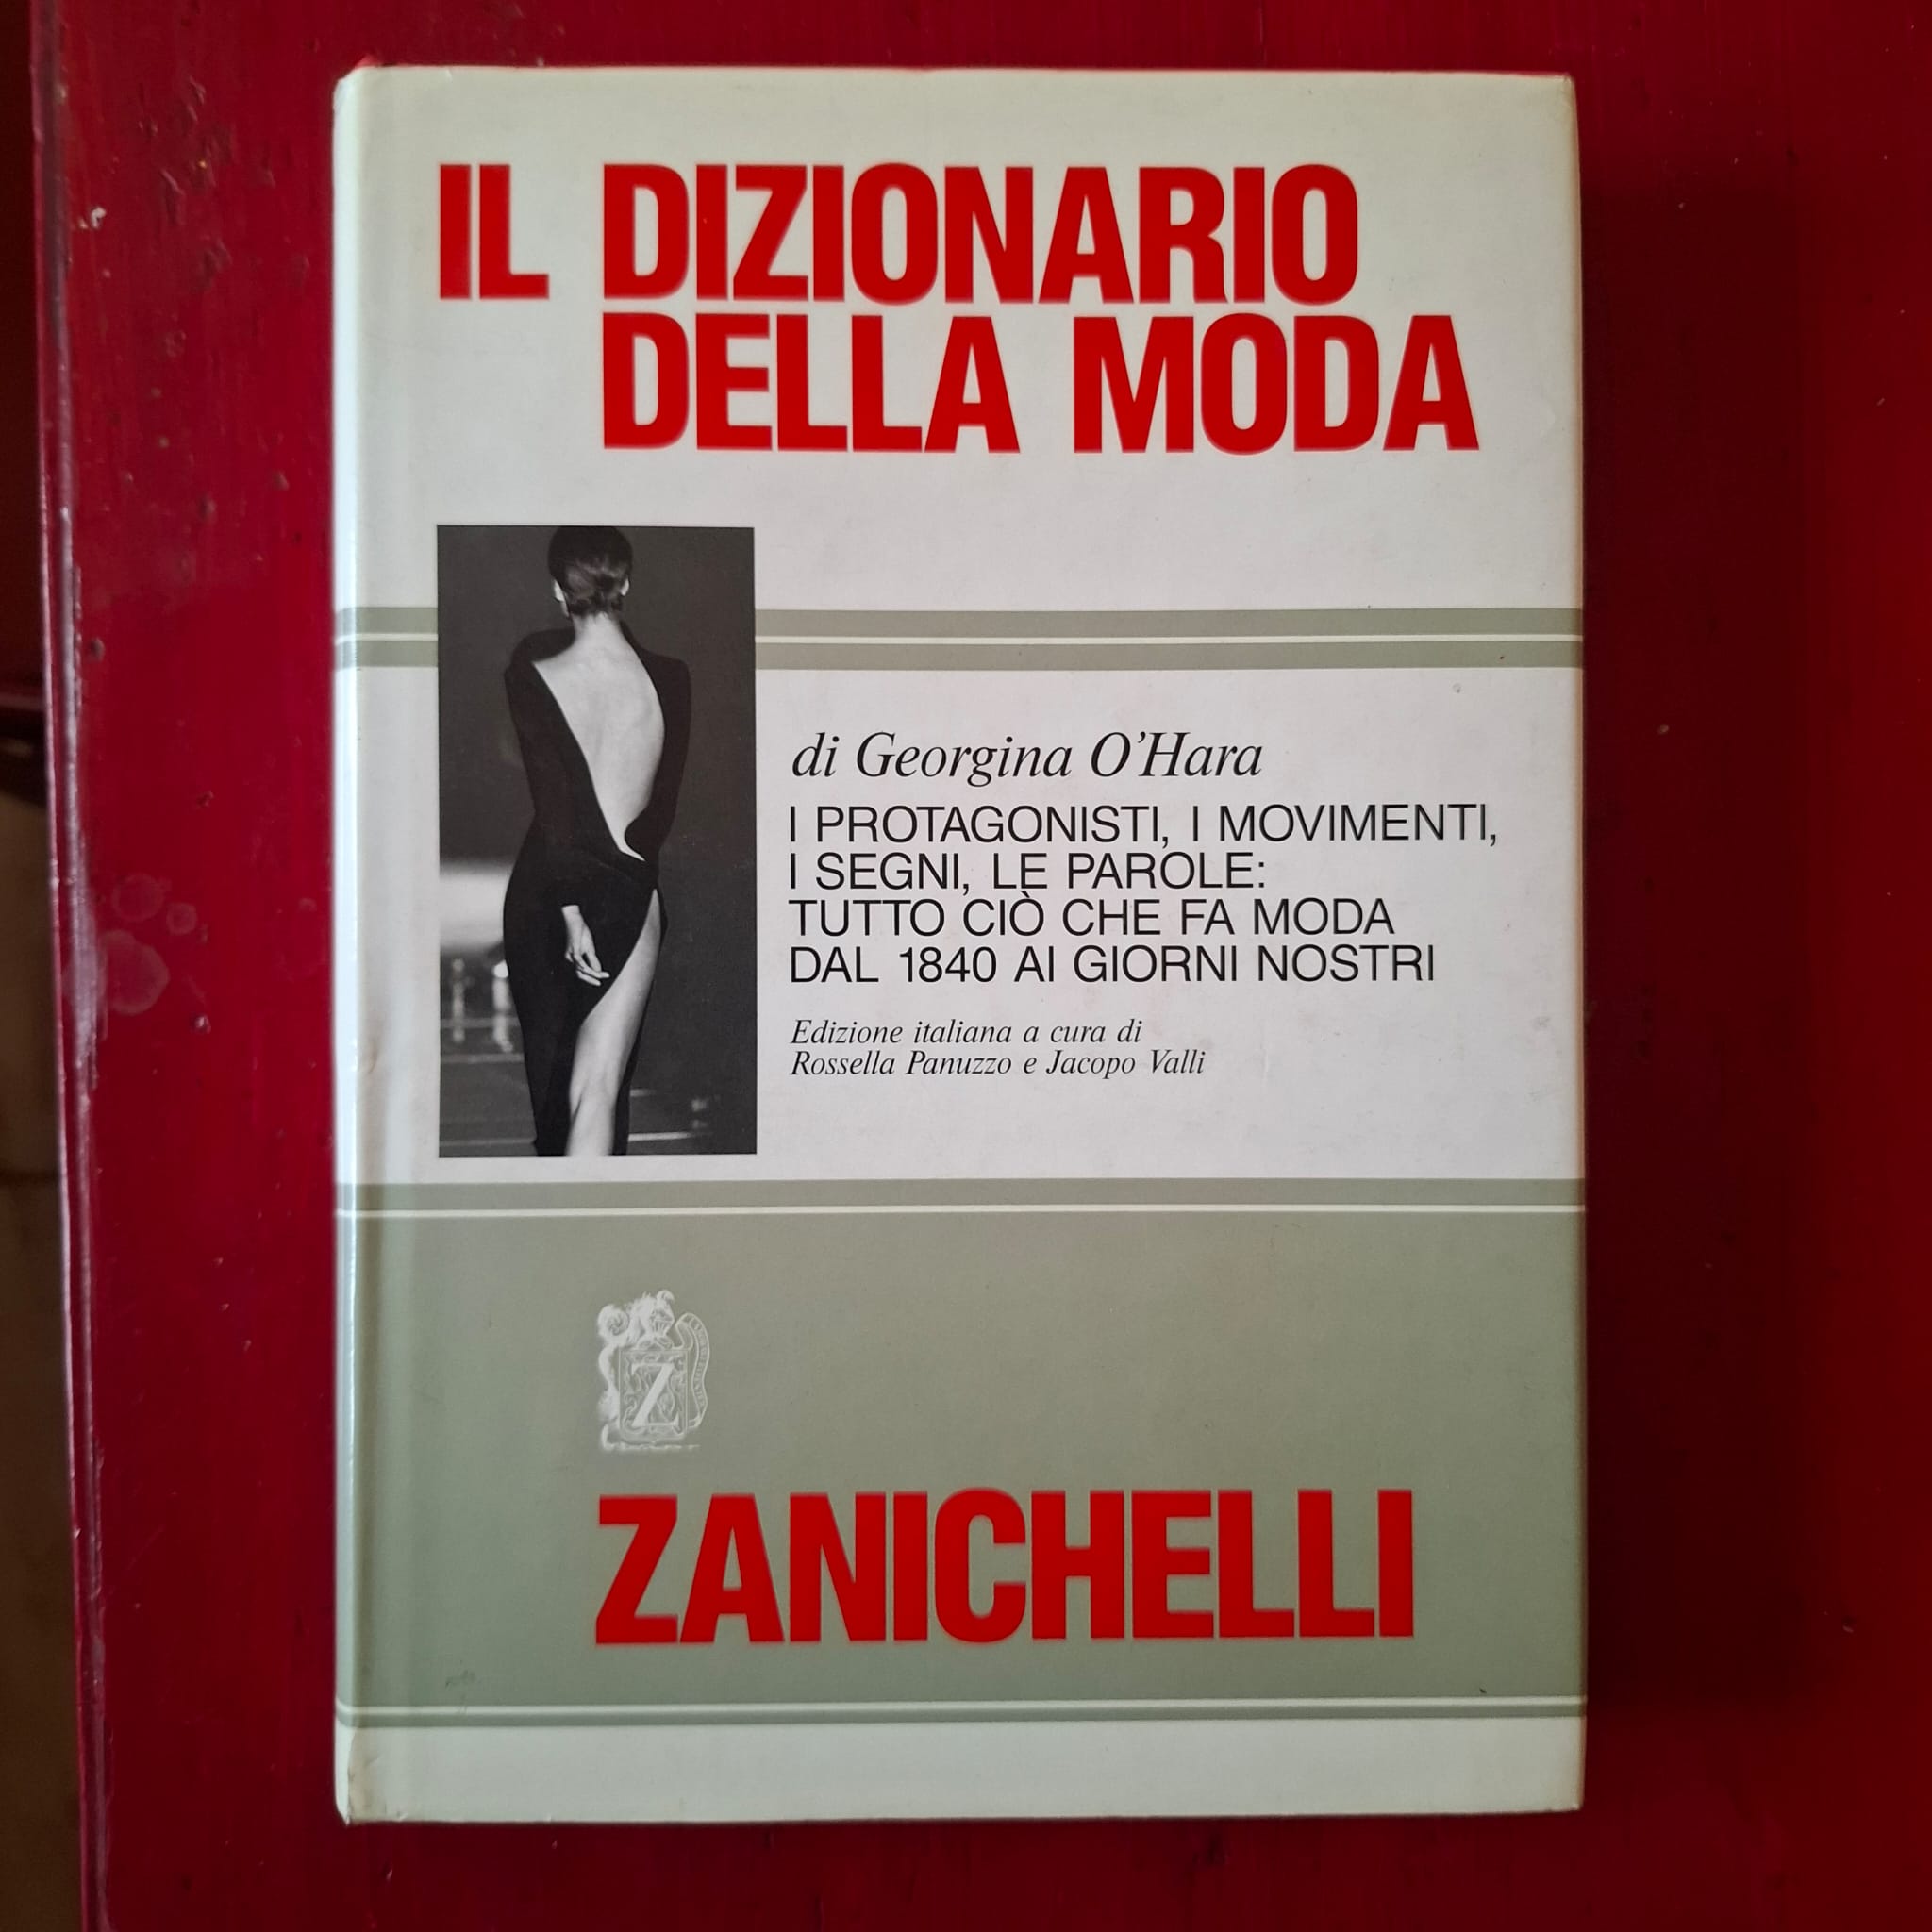 IL DIZIONARIO
DELLA MODA
di Georgina O'Hara
I PROTAGONISTI, I MOVIMENTI,
I SEGNI, LE PAROLE:
TUTTO CIÒ CHE FA MODA
DAL 1840 AI GIORNI NOSTRI
Edizione italiana a cura di
Rossella Panuzzo e Jacopo Valli
Z
ZANICHELLI